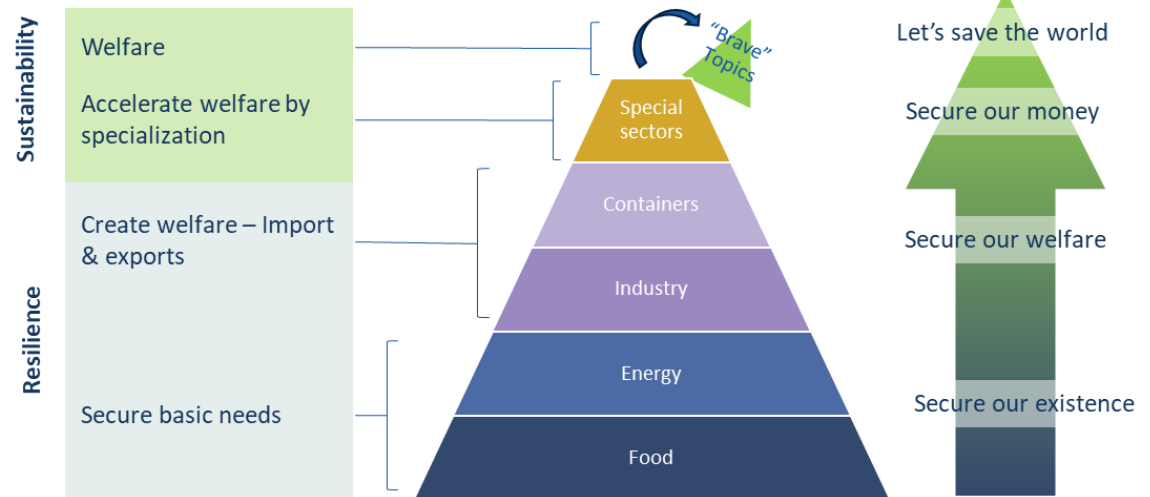 Sustainability
Resilience
Welfare
Accelerate welfare by
specialization
Create welfare – Import
& exports
Secure basic needs
“Brave”
Topics
Special
sectors
Containers
Industry
Energy
Food
Let’s save the world
Secure our money
Secure our welfare
Secure our existence